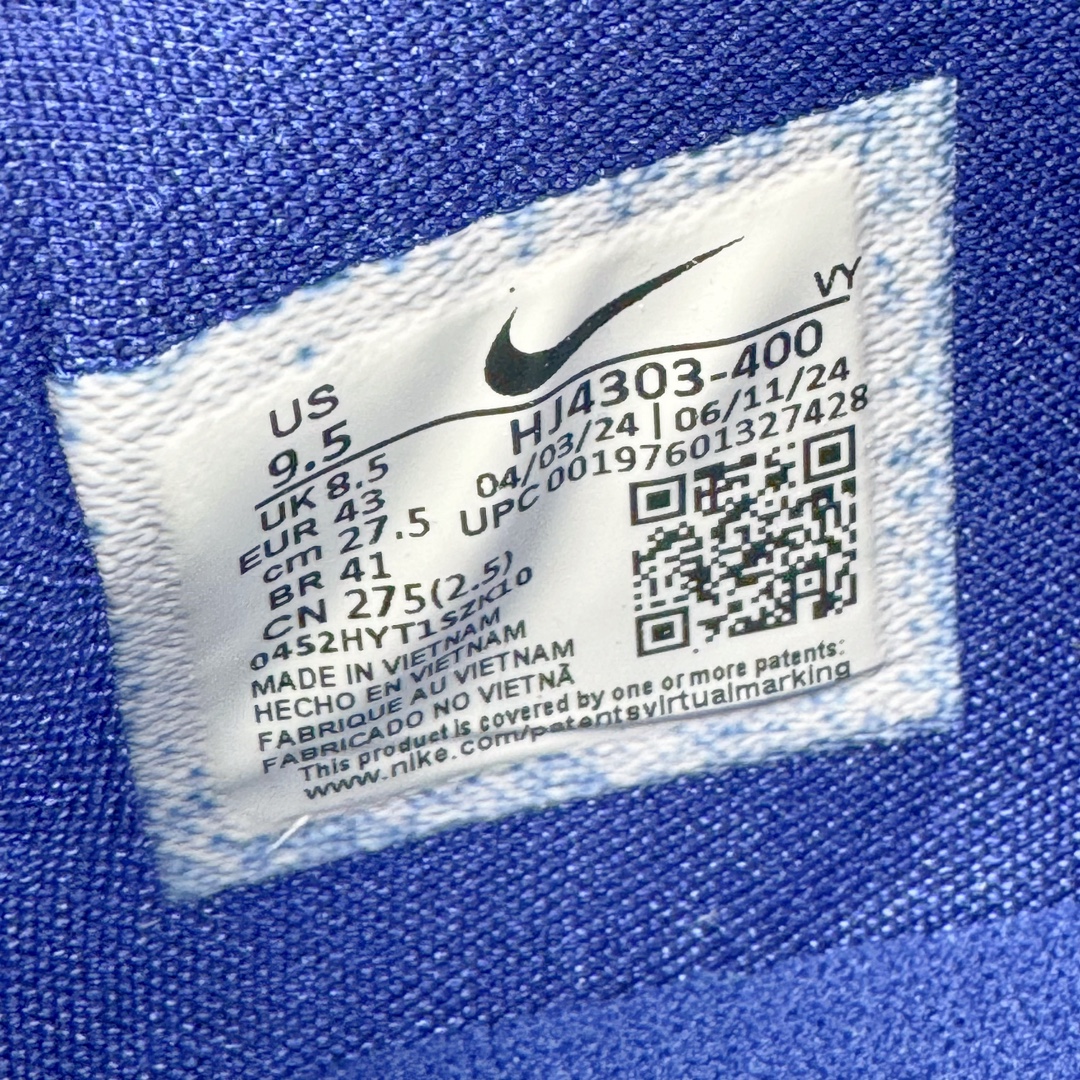 VY
US
9.5
UK 8.5
EUR 43
cm 27.5
BR 41
CN 275(2.5)
HJ4303-400
04/03/24 | 06/11/24
UPC 00197601327428
0452HYT1SZK10
MADE IN VIETNAM
HECHO EN VIETNAM
FABRIQUE AU VIETNAM
FABRICADO NO VIETNÃ
This product is covered by one or more patents:
www.nike.com/patentsvirtualmarking